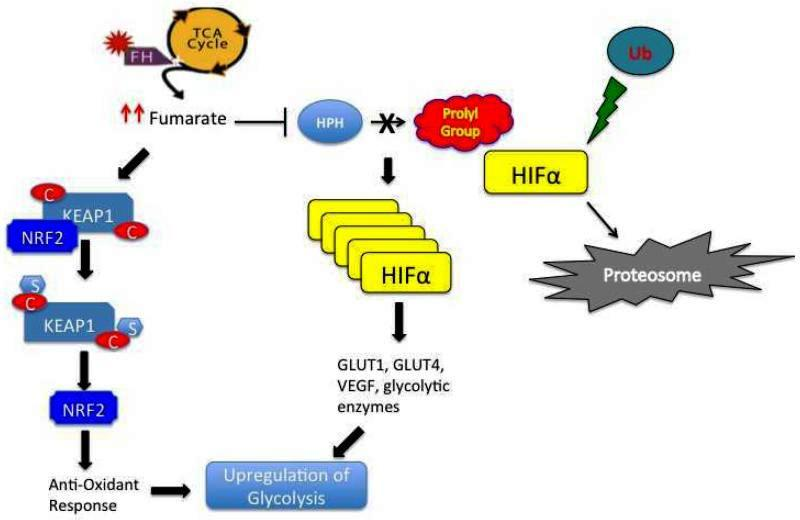 TCA
Cycle
FH
Ub
Fumarate
HPH
X
Prolyl
Group
HIFα
C
KEAP1
C
NRF2
HIFα
Proteosome
S
C
KEAP1
S
C
GLUT1, GLUT4,
VEGF, glycolytic
enzymes
NRF2
Anti-Oxidant
Response
Upregulation of
Glycolysis